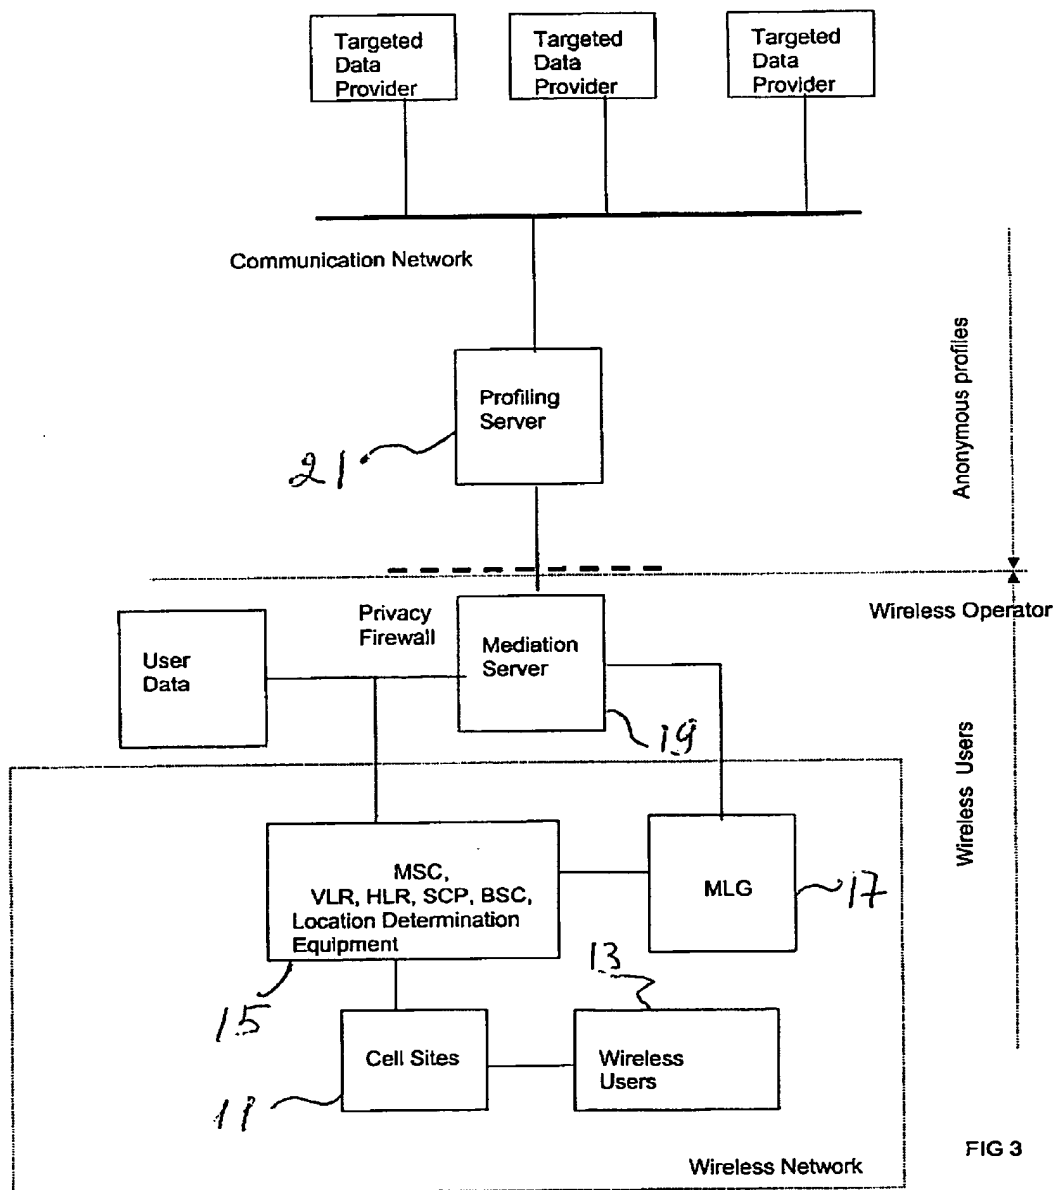 Targeted
Data
Provider
Targeted
Data
Provider
Targeted
Data
Provider
Communication Network
Profiling
Server
21
Anonymous profiles
Privacy
Firewall
Wireless Operator
User
Data
Mediation
Server
19
Wireless Users
MSC,
VLR, HLR, SCP, BSC,
Location Determination
Equipment
MLG
17
15
13
Cell Sites
Wireless
Users
11
Wireless Network
FIG 3